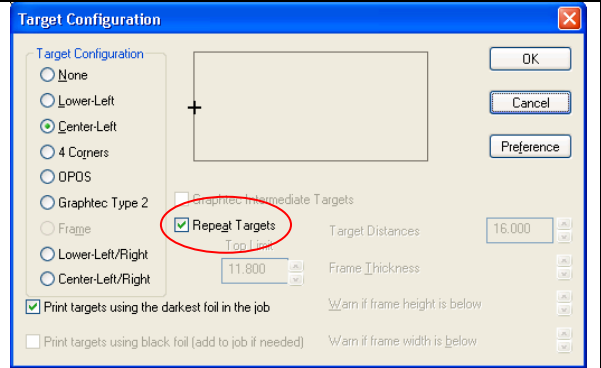 Target Configuration
Target Configuration
None
Lower-Left
Center-Left
4 Corners
OPOS
Graphtec Type 2
Frame
Lower-Left/Right
Center-Left/Right
OK
Cancel
Preference
Graphtec Intermediate Targets
Repeat Targets
Top Limit
11.800
Target Distances
16.000
Frame Thickness
Warn if frame height is below
Warn if frame width is below
Print targets using the darkest foil in the job
Print targets using black foil (add to job if needed)